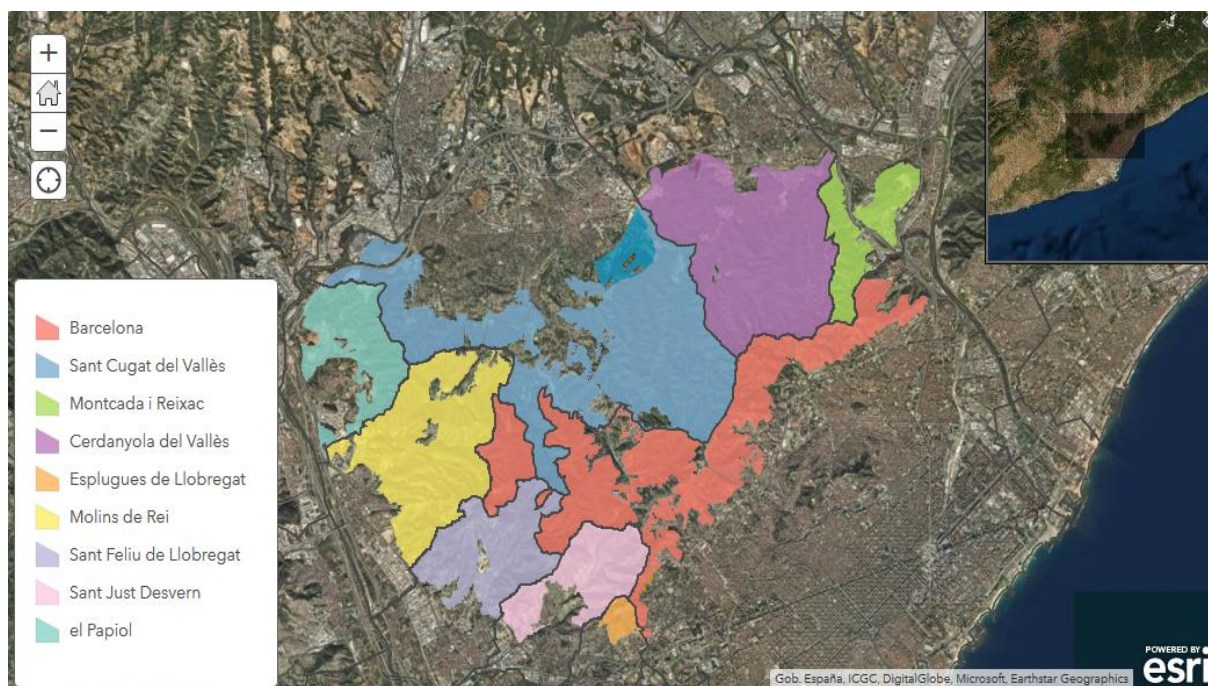 +
−
Barcelona
Sant Cugat del Vallès
Montcada i Reixac
Cerdanyola del Vallès
Esplugues de Llobregat
Molins de Rei
Sant Feliu de Llobregat
Sant Just Desvern
el Papiol
Gob. España, ICGC, DigitalGlobe, Microsoft, Earthstar Geographics
POWERED BY
esri